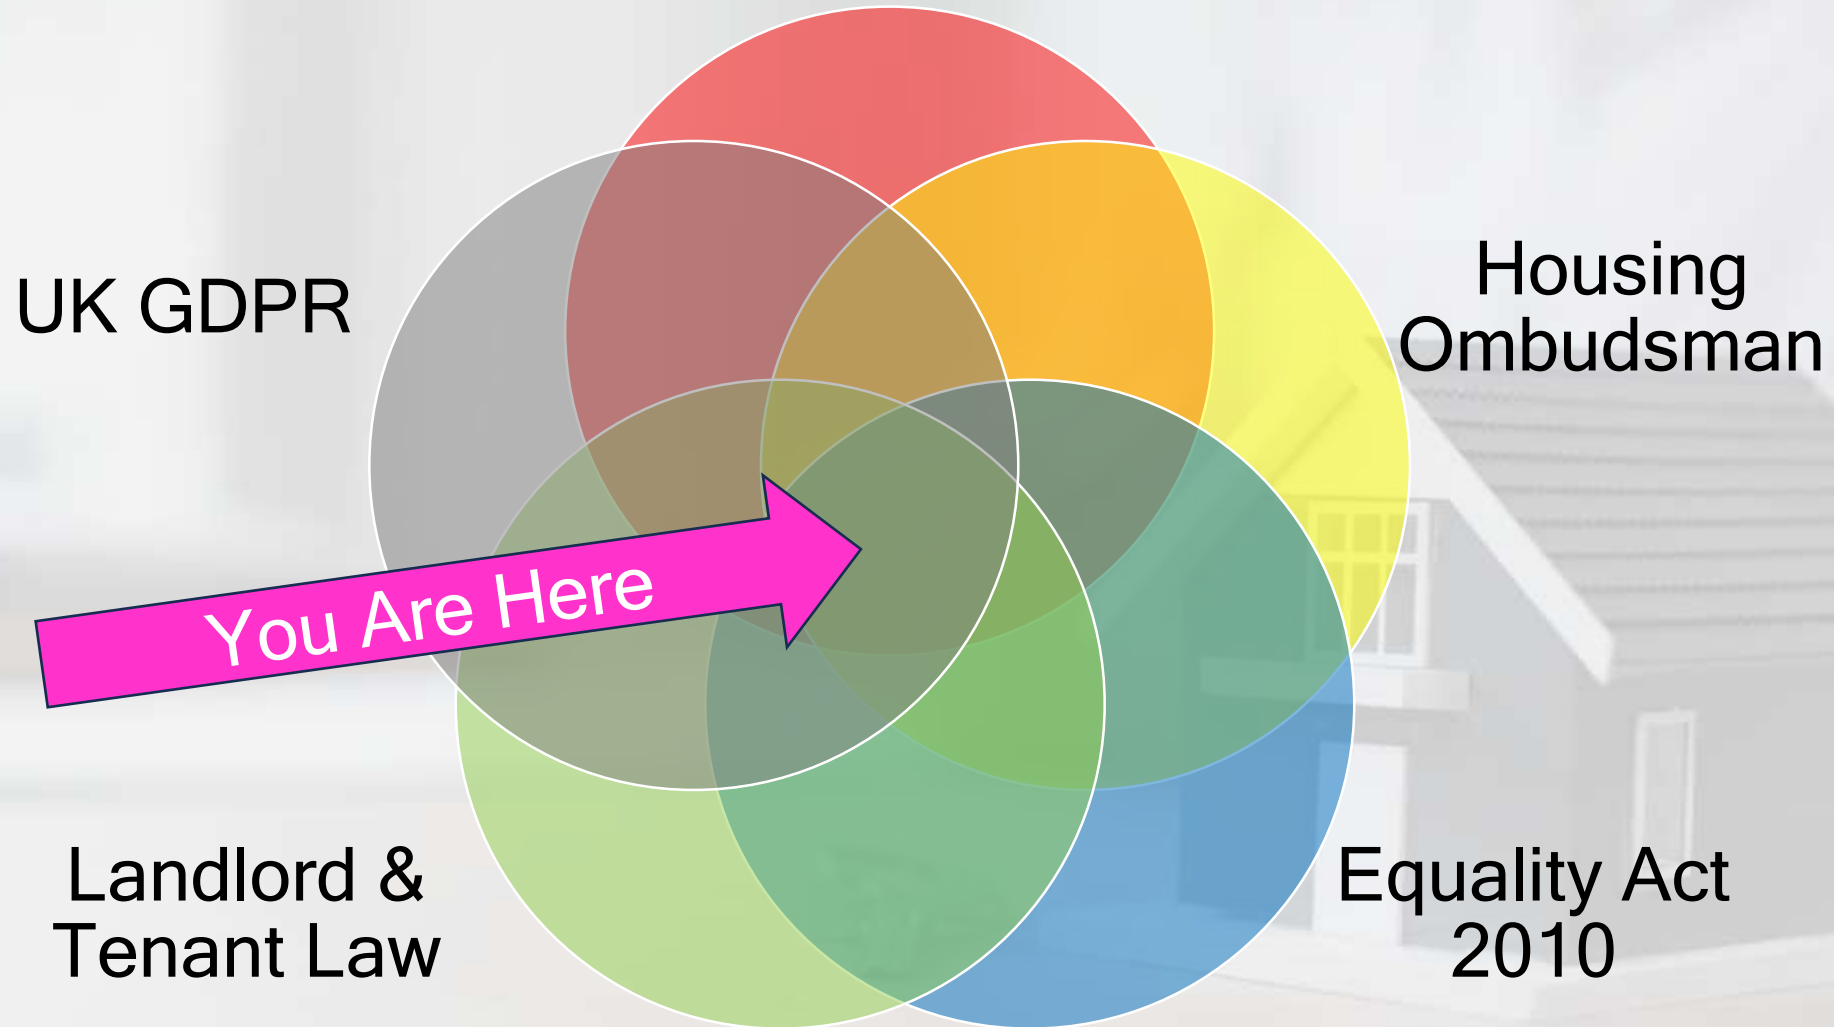 UK GDPR
Housing
Ombudsman
You Are Here
Landlord &
Tenant Law
Equality Act
2010